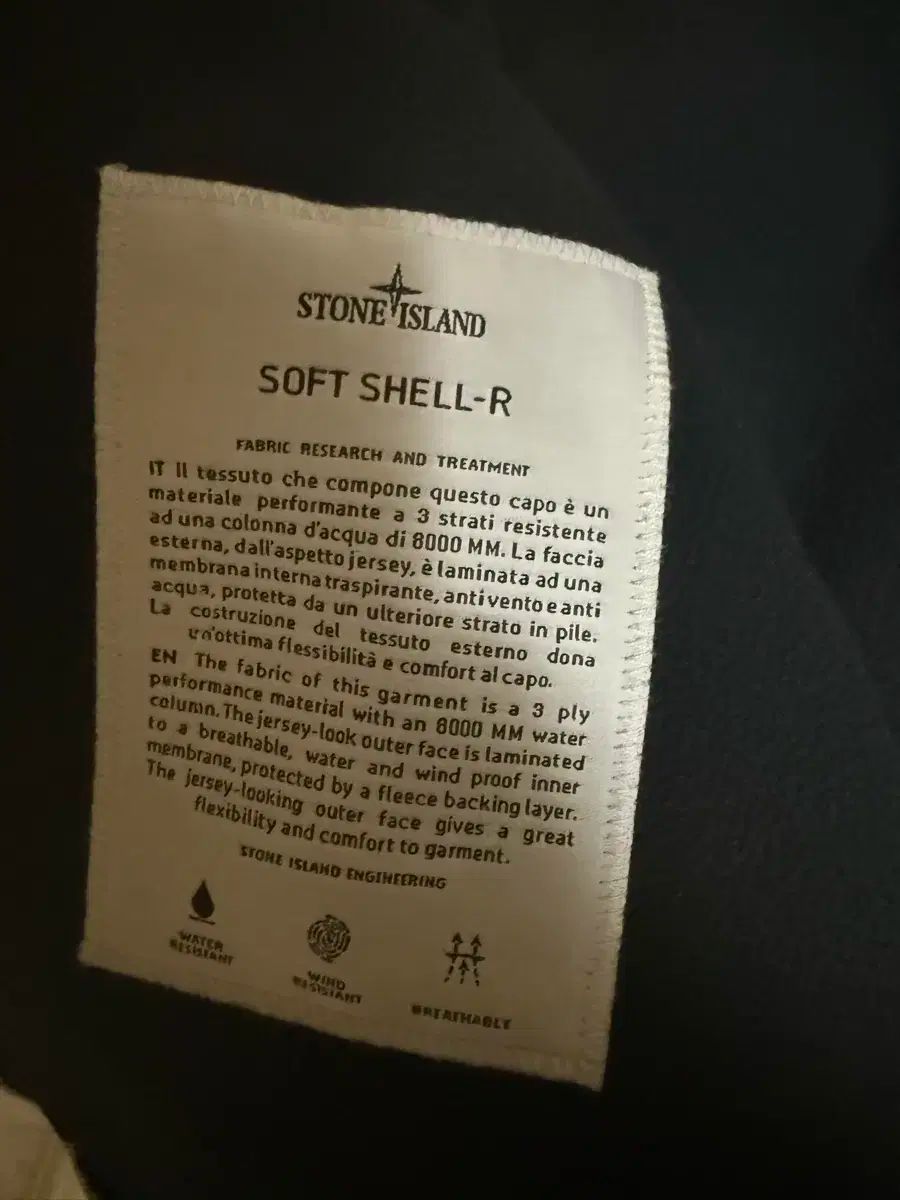 STONE ISLAND
SOFT SHELL-R
FABRIC RESEARCH AND TREATMENT
IT Il tessuto che compone questo capo è un
materiale performante a 3 strati resistente
ad una colonna d'acqua di 8000 MM. La faccia
esterna, dall'aspetto jersey, è laminata ad una
membrana interna traspirante, antivento e anti
acqua, protetta da un ulteriore strato in pile.
La costruzione del tessuto esterno dona
un'ottima flessibilità e comfort al capo.
EN The fabric of this garment is a 3 ply
performance material with an 8000 MM water
column. The jersey-look outer face is laminated
to a breathable, water and wind proof inner
membrane, protected by a fleece backing layer.
The jersey-looking outer face gives a great
flexibility and comfort to garment.
STONE ISLAND ENGINEERING
WATER
RESISTANT
WIND
RESISTANT
BREATHABLE